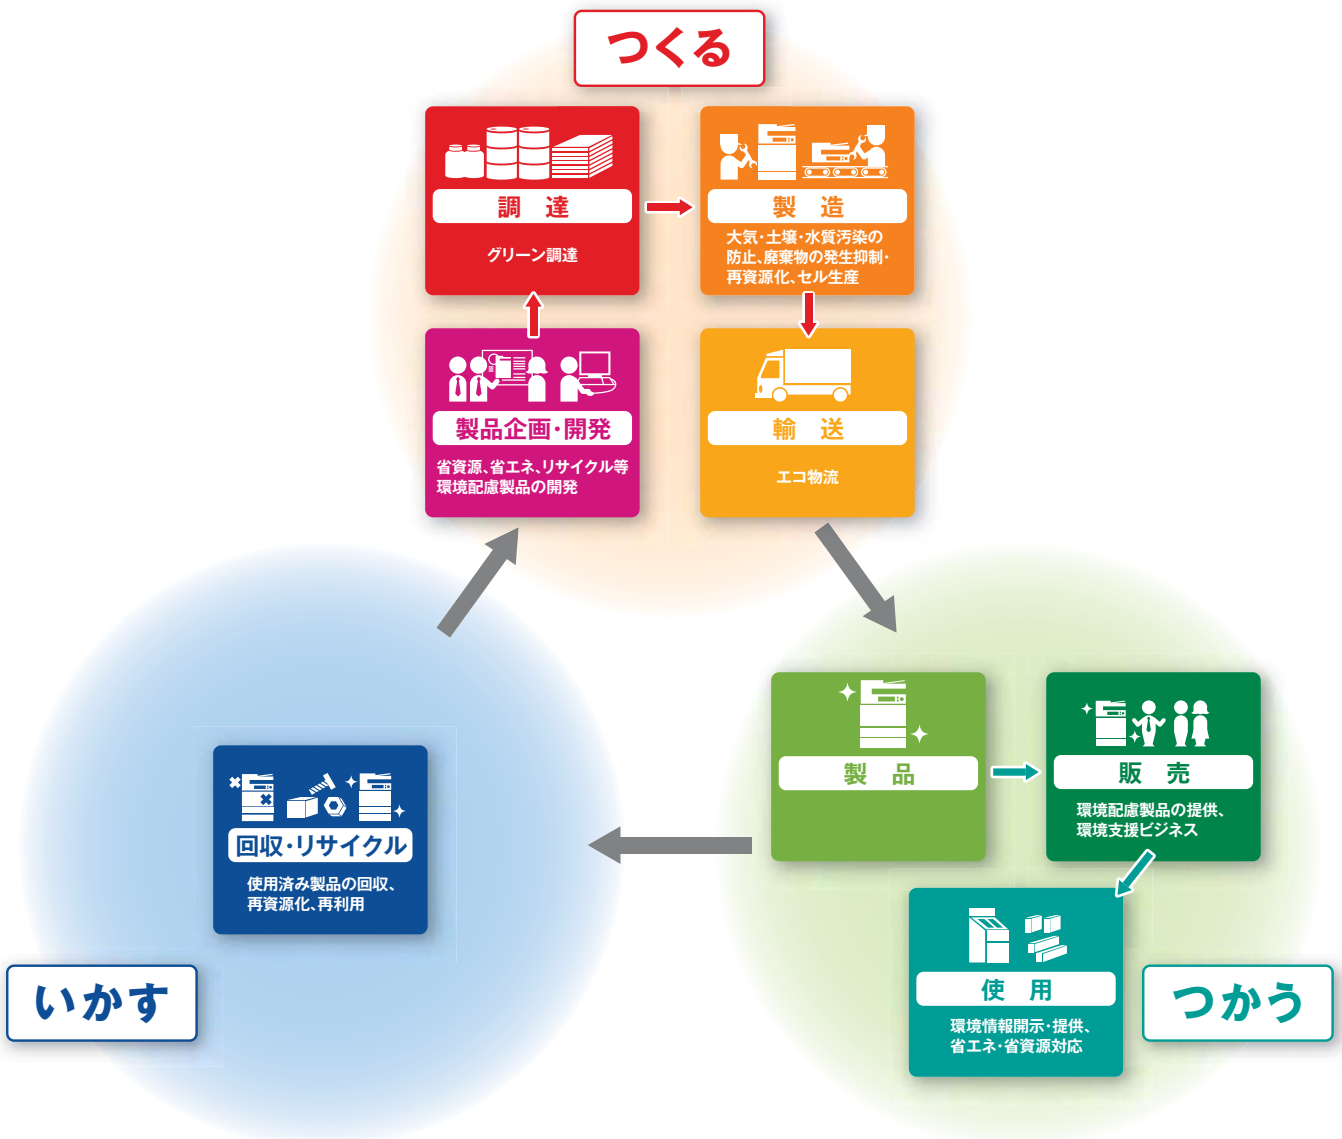 つくる
調 達
グリーン調達
製 造
大気・土壌・水質汚染の
防止、廃棄物の発生抑制・
再資源化、セル生産
製品企画・開発
省資源、省エネ、リサイクル等
環境配慮製品の開発
輸 送
エコ物流
製 品
販 売
環境配慮製品の提供、
環境支援ビジネス
回収・リサイクル
使用済み製品の回収、
再資源化、再利用
使 用
環境情報開示・提供、
省エネ・省資源対応
いかす
つかう